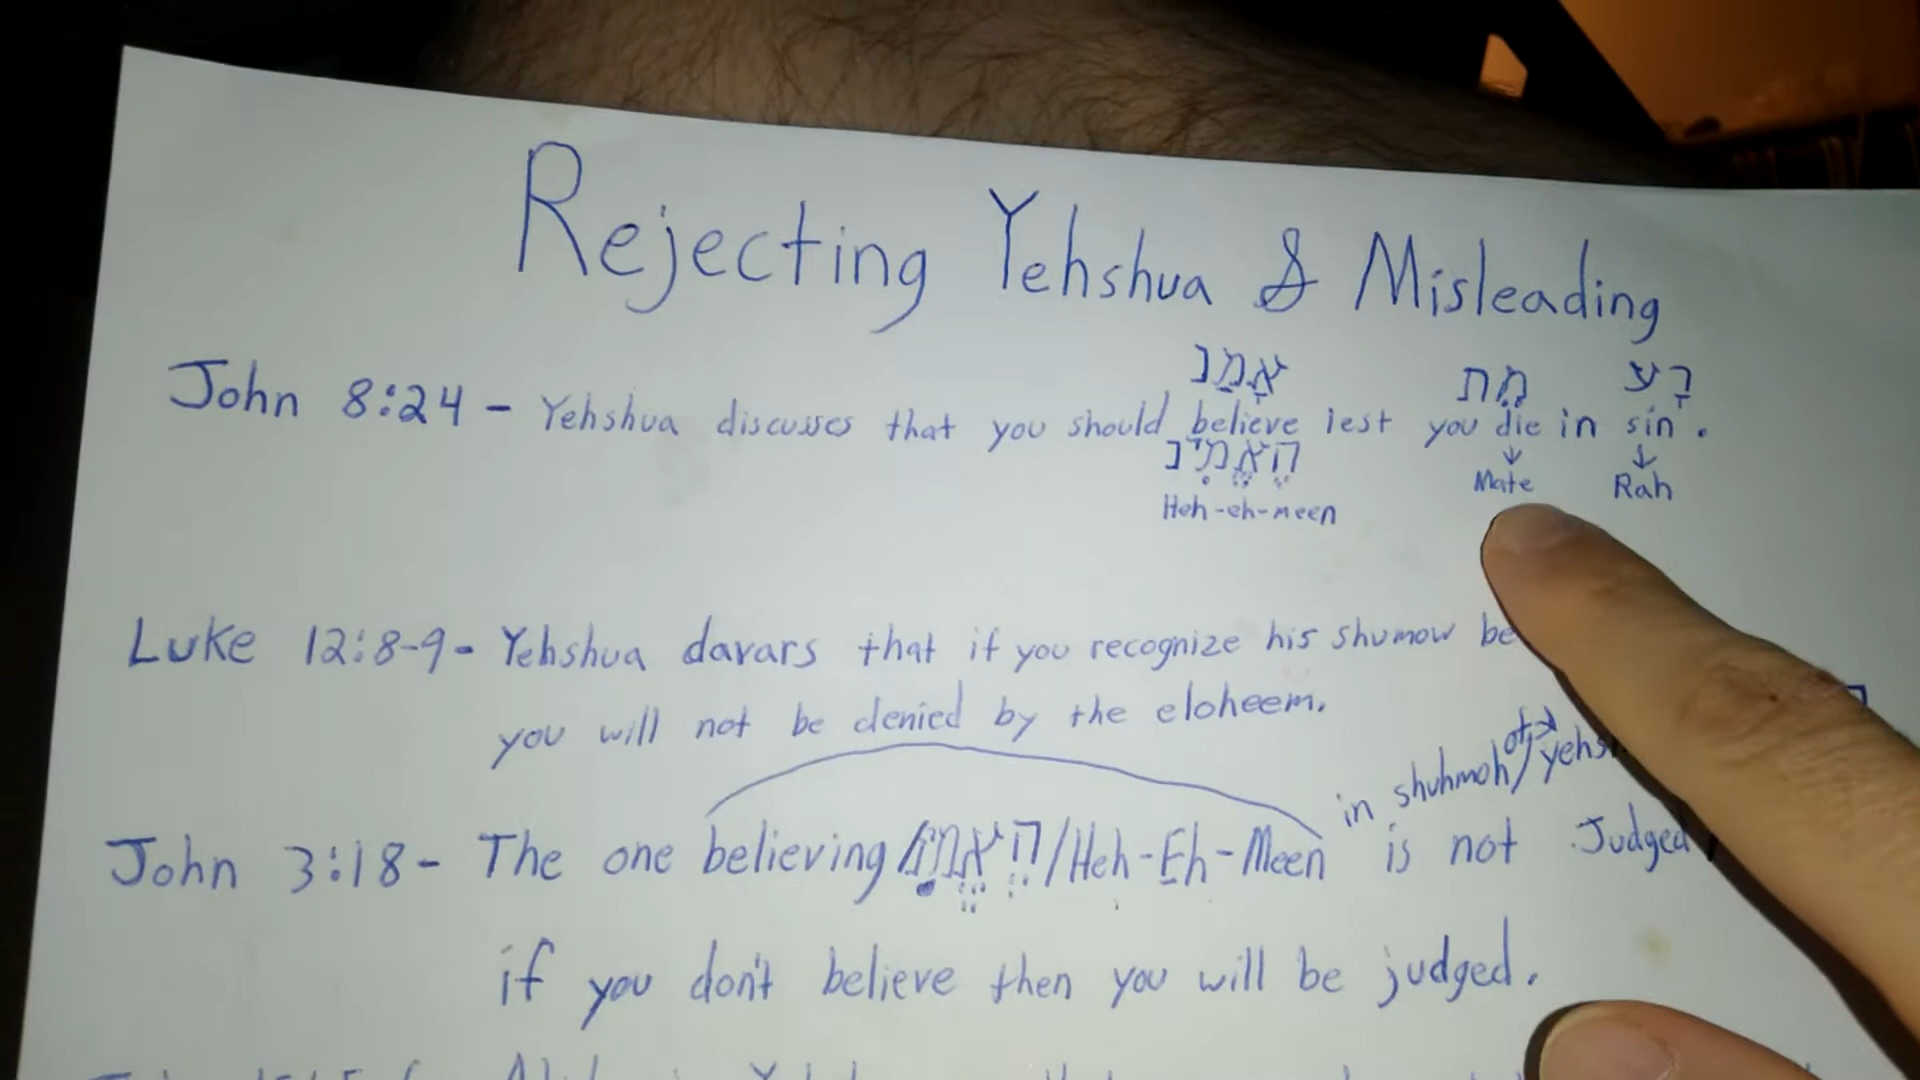 Rejecting Yehshua & Misleading
אָמַנ מֵת רָע
John 8:24 - Yehshua discusses that you should believe lest you die in sin.
הֶאֱמִינ Mate Rah
Heh-eh-meen
Luke 12:8-9 - Yehshua davars that if you recognize his shumow be
you will not be denied by the eloheem.
in shuhmoh of
John 3:18 - The one believing / /Heh-Eh-Meen is not Judged
if you don't believe then you will be judged.